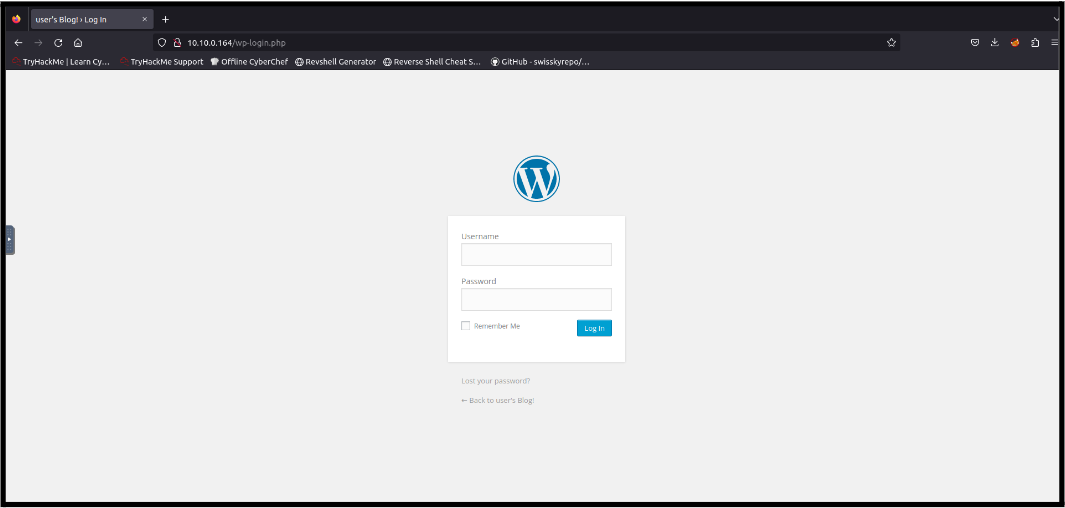 user's Blog! › Log In
10.10.0.164/wp-login.php
TryHackMe | Learn Cy... TryHackMe Support Offline CyberChef Revshell Generator Reverse Shell Cheat S... GitHub - swisskyrepo/...
Username
Password
Remember Me Log In
Lost your password?
← Back to user's Blog!